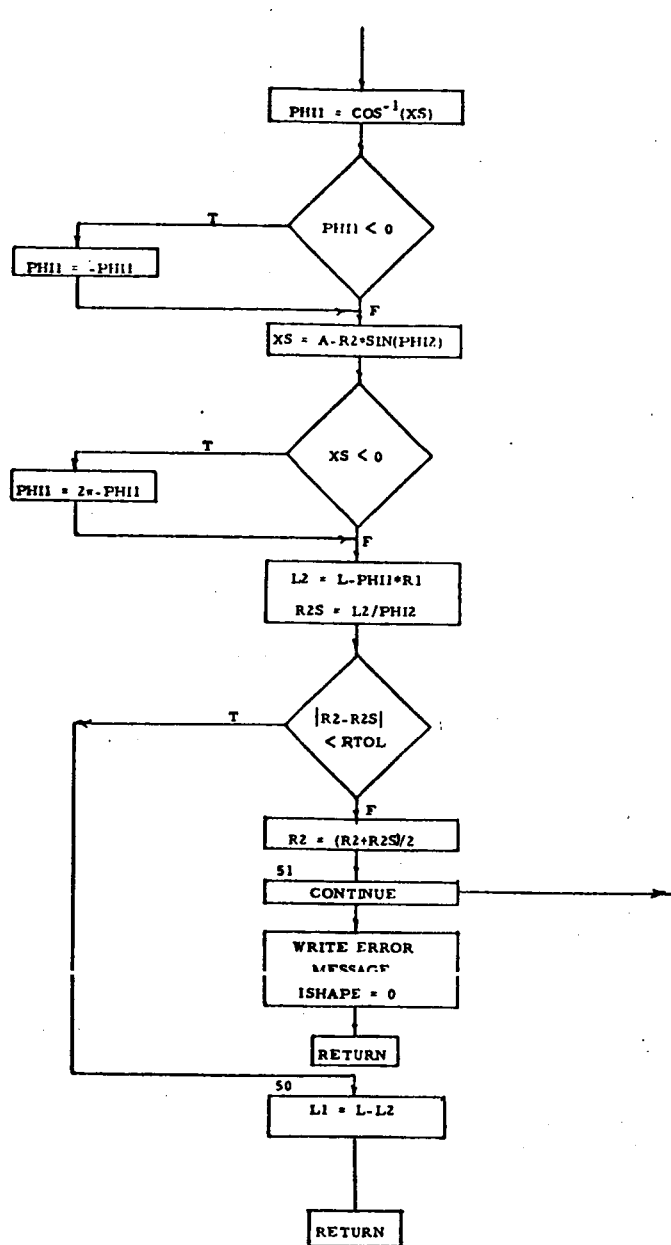 PHI1 = COS⁻¹(XS)
PHI1 < 0
T
PHI1 = -PHI1
F
XS = A-R2*SIN(PHI2)
XS < 0
T
PHI1 = 2π-PHI1
F
L2 = L-PHI1*R1
R2S = L2/PHI2
|R2-R2S|
< RTOL
T
F
R2 = (R2+R2S)/2
51
CONTINUE
WRITE ERROR
MESSAGE
ISHAPE = 0
RETURN
50
L1 = L-L2
RETURN